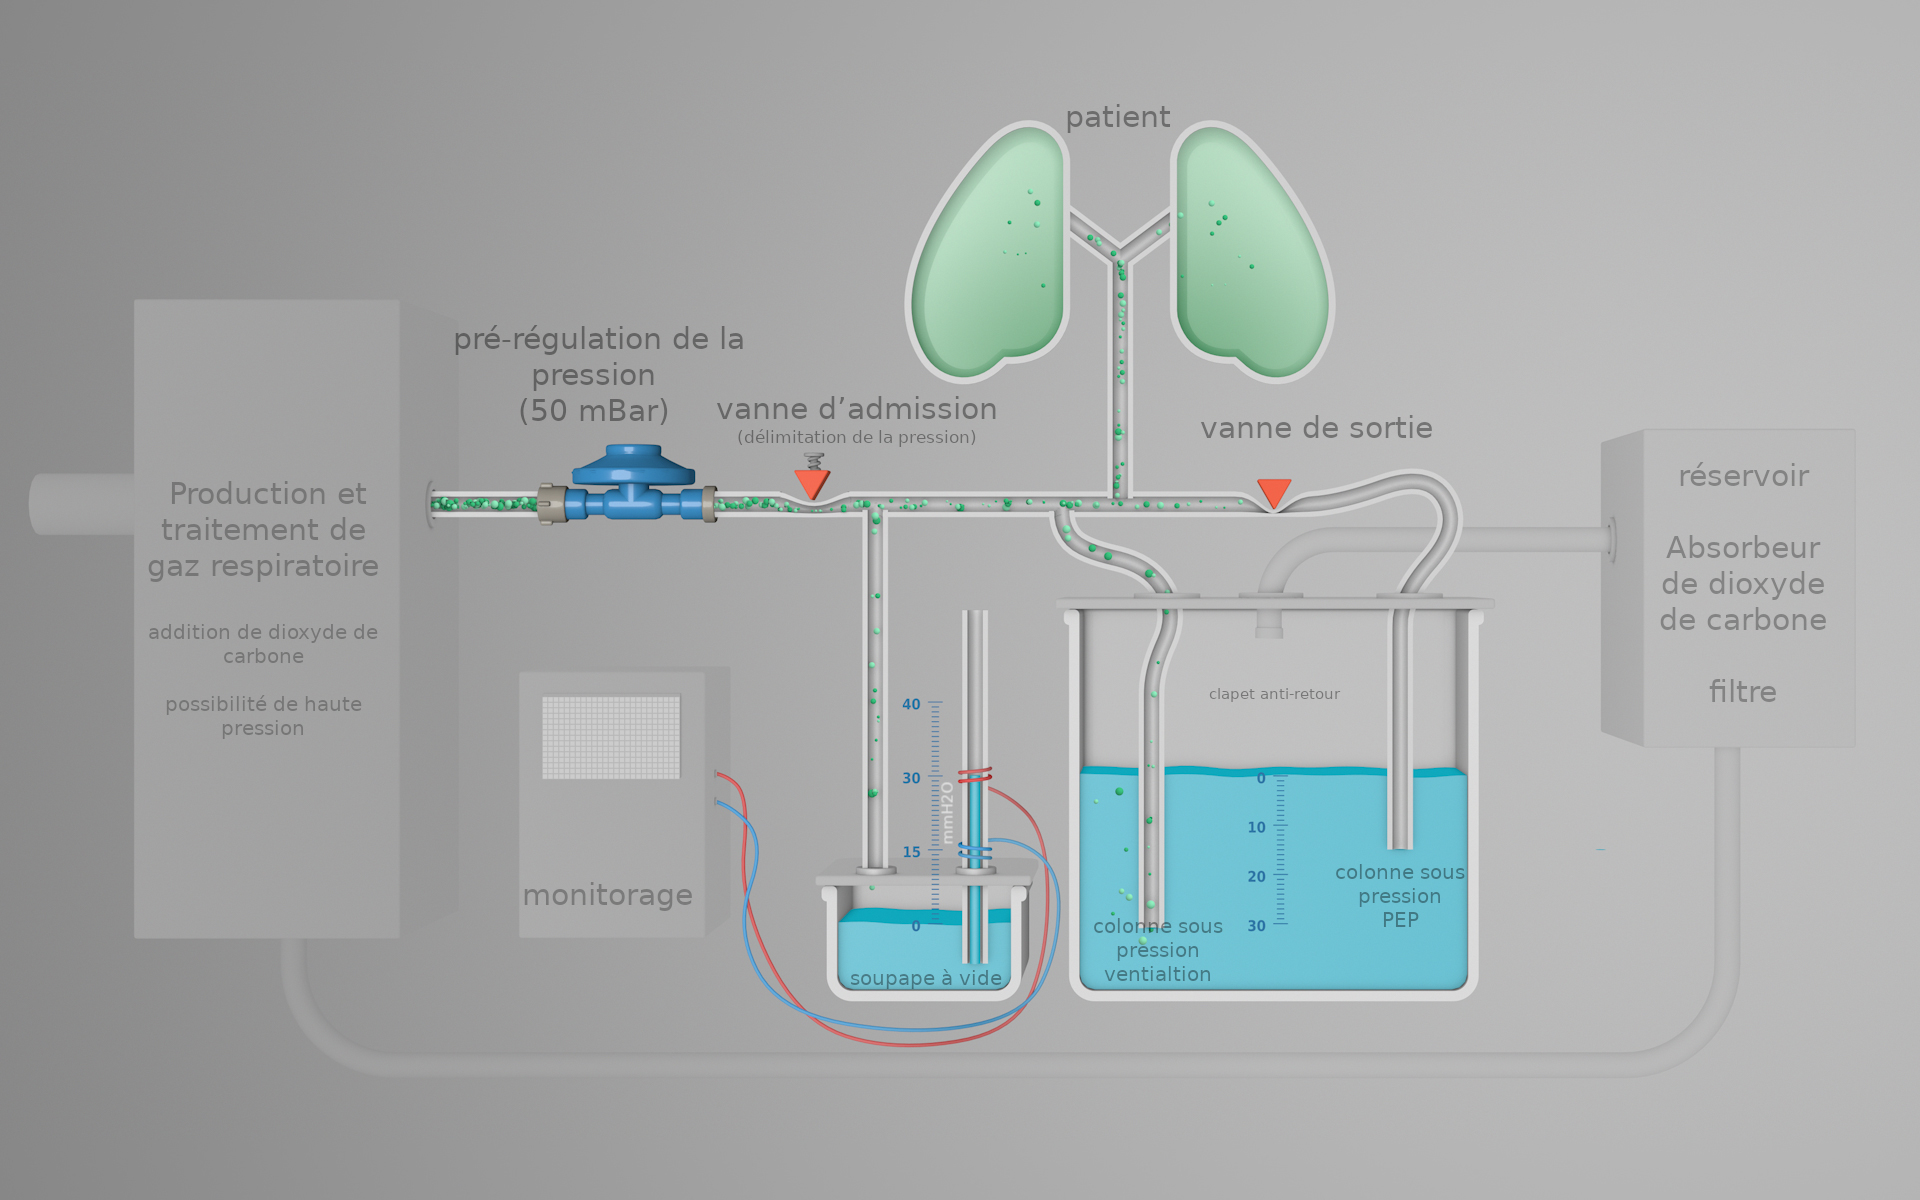 patient
pré-régulation de la
pression
(50 mBar)
vanne d’admission
(délimitation de la pression)
vanne de sortie
Production et
traitement de
gaz respiratoire
addition de dioxyde de
carbone
possibilité de haute
pression
réservoir
Absorbeur
de dioxyde
de carbone
filtre
monitorage
40
30
15
0
mmH2O
soupape à vide
clapet anti-retour
0
10
20
30
colonne sous
pression
PEP
colonne sous
pression
ventialtion